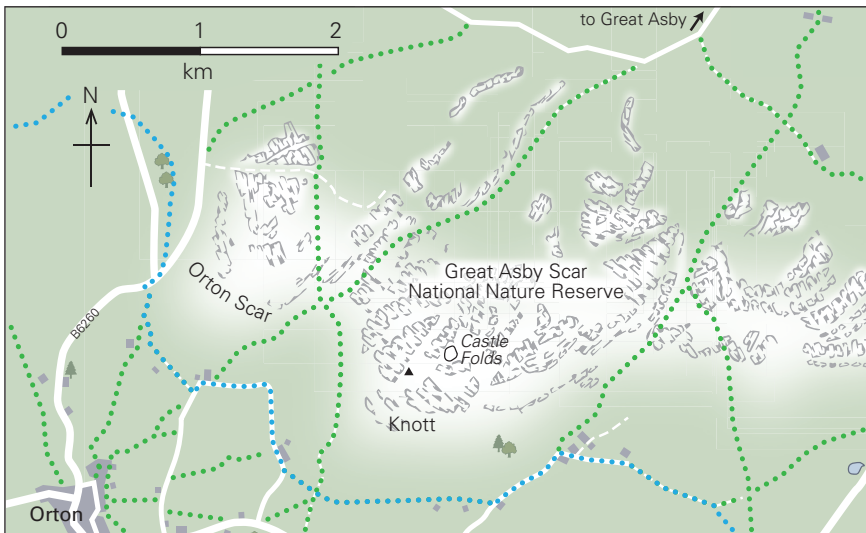 to Great Asby
0 1 2
km
N
Great Asby Scar
National Nature Reserve
Orton Scar
B6260
Castle
Folds
Knott
Orton